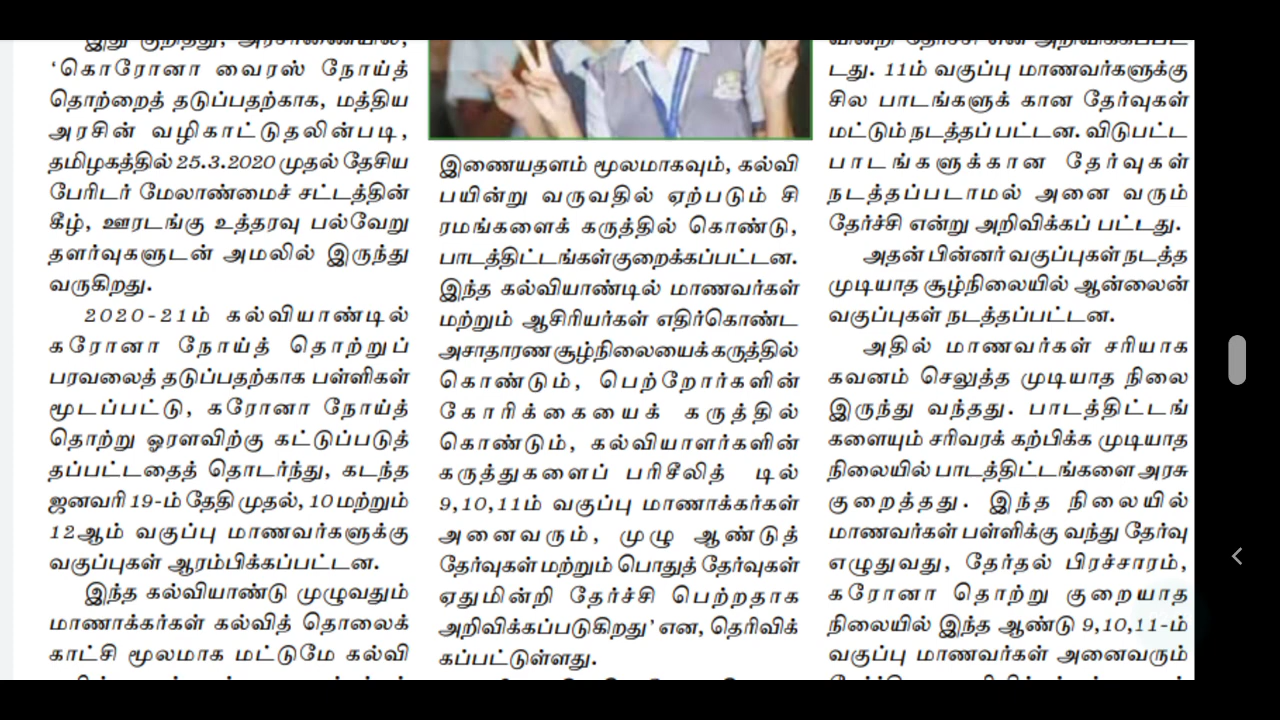 இது குறித்து, அரசாணையில்,
‘கொரோனா வைரஸ் நோய்த்
தொற்றைத் தடுப்பதற்காக, மத்திய
அரசின் வழிகாட்டுதலின்படி,
தமிழகத்தில் 25.3.2020 முதல் தேசிய
பேரிடர் மேலாண்மைச் சட்டத்தின்
கீழ், ஊரடங்கு உத்தரவு பல்வேறு
தளர்வுகளுடன் அமலில் இருந்து
வருகிறது.
2020-21ம் கல்வியாண்டில்
கரோனா நோய்த் தொற்றுப்
பரவலைத் தடுப்பதற்காக பள்ளிகள்
மூடப்பட்டு, கரோனா நோய்த்
தொற்று ஓரளவிற்கு கட்டுப்படுத்
தப்பட்டதைத் தொடர்ந்து, கடந்த
ஜனவரி 19-ம் தேதி முதல், 10 மற்றும்
12ஆம் வகுப்பு மாணவர்களுக்கு
வகுப்புகள் ஆரம்பிக்கப்பட்டன.
இந்த கல்வியாண்டு முழுவதும்
மாணாக்கர்கள் கல்வித் தொலைக்
காட்சி மூலமாக மட்டுமே கல்வி
இணையதளம் மூலமாகவும், கல்வி
பயின்று வருவதில் ஏற்படும் சி
ரமங்களைக் கருத்தில் கொண்டு,
பாடத்திட்டங்கள் குறைக்கப்பட்டன.
இந்த கல்வியாண்டில் மாணவர்கள்
மற்றும் ஆசிரியர்கள் எதிர்கொண்ட
அசாதாரண சூழ்நிலையைக் கருத்தில்
கொண்டும், பெற்றோர்களின்
கோரிக்கையைக் கருத்தில்
கொண்டும், கல்வியாளர்களின்
கருத்துகளைப் பரிசீலித் டில்
9,10,11ம் வகுப்பு மாணாக்கர்கள்
அனைவரும், முழு ஆண்டுத்
தேர்வுகள் மற்றும் பொதுத் தேர்வுகள்
ஏதுமின்றி தேர்ச்சி பெற்றதாக
அறிவிக்கப்படுகிறது’ என, தெரிவிக்
கப்பட்டுள்ளது.
வின்றி தேர்ச்சி என அறிவிக்கப்பட்
டது. 11ம் வகுப்பு மாணவர்களுக்கு
சில பாடங்களுக் கான தேர்வுகள்
மட்டும் நடத்தப் பட்டன. விடுபட்ட
பாடங்களுக்கான தேர்வுகள்
நடத்தப்படாமல் அனை வரும்
தேர்ச்சி என்று அறிவிக்கப் பட்டது.
அதன் பின்னர் வகுப்புகள் நடத்த
முடியாத சூழ்நிலையில் ஆன்லைன்
வகுப்புகள் நடத்தப்பட்டன.
அதில் மாணவர்கள் சரியாக
கவனம் செலுத்த முடியாத நிலை
இருந்து வந்தது. பாடத்திட்டங்
களையும் சரிவரக் கற்பிக்க முடியாத
நிலையில் பாடத்திட்டங்களை அரசு
குறைத்தது. இந்த நிலையில்
மாணவர்கள் பள்ளிக்கு வந்து தேர்வு
எழுதுவது, தேர்தல் பிரச்சாரம்,
கரோனா தொற்று குறையாத
நிலையில் இந்த ஆண்டு 9,10,11-ம்
வகுப்பு மாணவர்கள் அனைவரும்